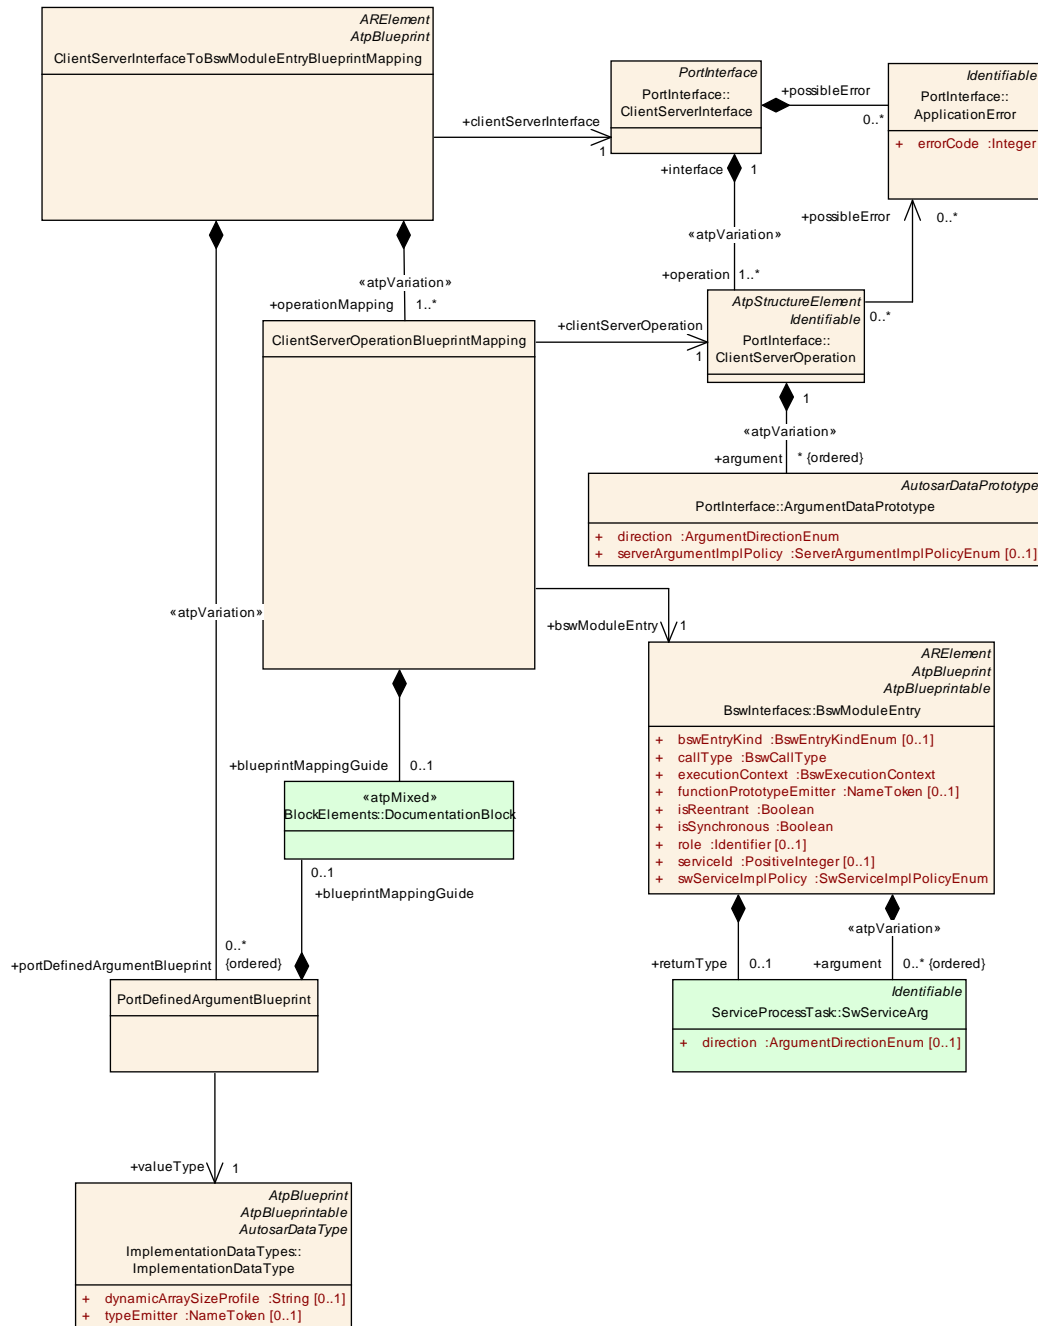 ARElement
AtpBlueprint
ClientServerInterfaceToBswModuleEntryBlueprintMapping
PortInterface
PortInterface::
ClientServerInterface
+possibleError
0..*
Identifiable
PortInterface::
ApplicationError
+ errorCode :Integer
+clientServerInterface
1
+interface
1
+possibleError
0..*
«atpVariation»
+operation
1..*
«atpVariation»
+operationMapping
1..*
AtpStructureElement
Identifiable
PortInterface::
ClientServerOperation
0..*
ClientServerOperationBlueprintMapping
+clientServerOperation
1
1
«atpVariation»
+argument
* {ordered}
AutosarDataPrototype
PortInterface::ArgumentDataPrototype
+ direction :ArgumentDirectionEnum
+ serverArgumentImplPolicy :ServerArgumentImplPolicyEnum [0..1]
«atpVariation»
+bswModuleEntry
1
ARElement
AtpBlueprint
AtpBlueprintable
BswInterfaces::BswModuleEntry
+ bswEntryKind :BswEntryKindEnum [0..1]
+ callType :BswCallType
+ executionContext :BswExecutionContext
+ functionPrototypeEmitter :NameToken [0..1]
+ isReentrant :Boolean
+ isSynchronous :Boolean
+ role :Identifier [0..1]
+ serviceId :PositiveInteger [0..1]
+ swServiceImplPolicy :SwServiceImplPolicyEnum
+blueprintMappingGuide
0..1
«atpMixed»
BlockElements::DocumentationBlock
0..1
+blueprintMappingGuide
«atpVariation»
+returnType
0..1
+argument
0..* {ordered}
0..*
+portDefinedArgumentBlueprint
{ordered}
PortDefinedArgumentBlueprint
Identifiable
ServiceProcessTask::SwServiceArg
+ direction :ArgumentDirectionEnum [0..1]
+valueType
1
AtpBlueprint
AtpBlueprintable
AutosarDataType
ImplementationDataTypes::
ImplementationDataType
+ dynamicArraySizeProfile :String [0..1]
+ typeEmitter :NameToken [0..1]